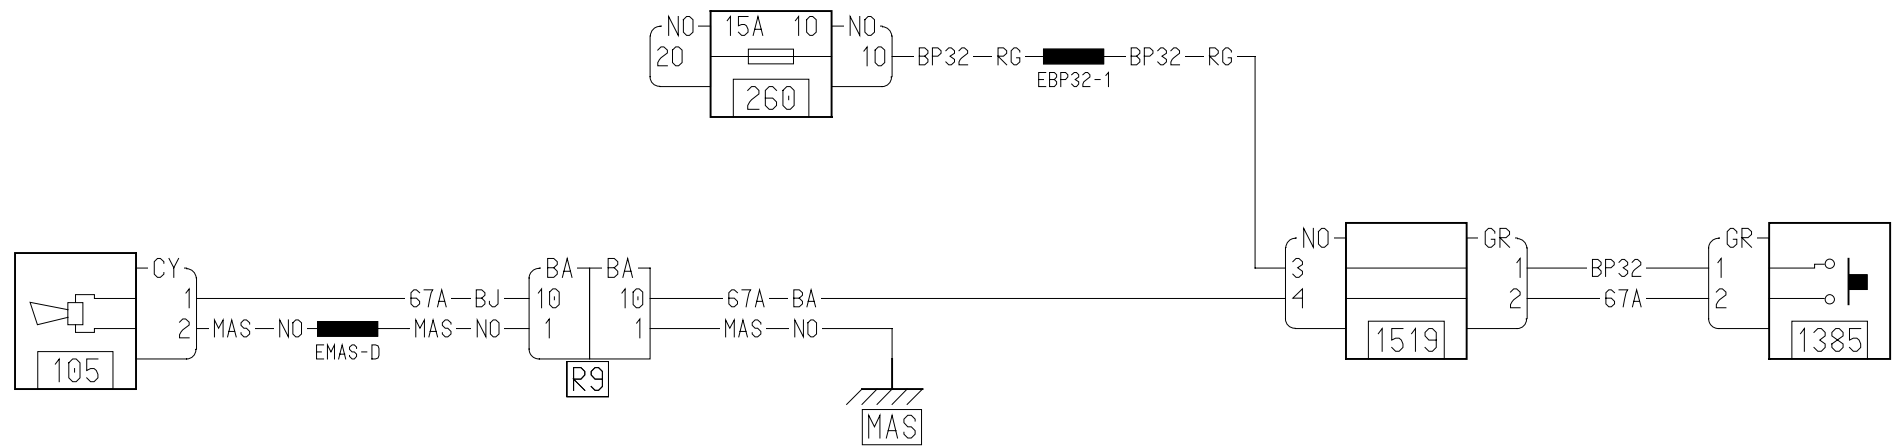 NO 15A 10 NO
20 10 BP32 RG BP32 RG
EBP32-1
260
NO GR GR
CY BA BA 3 1 BP32 1
1 67A BJ 10 10 67A BA 4 2 67A 2
2 MAS NO MAS NO 1 1 MAS NO
EMAS-D
1519 1385
105 R9
MAS